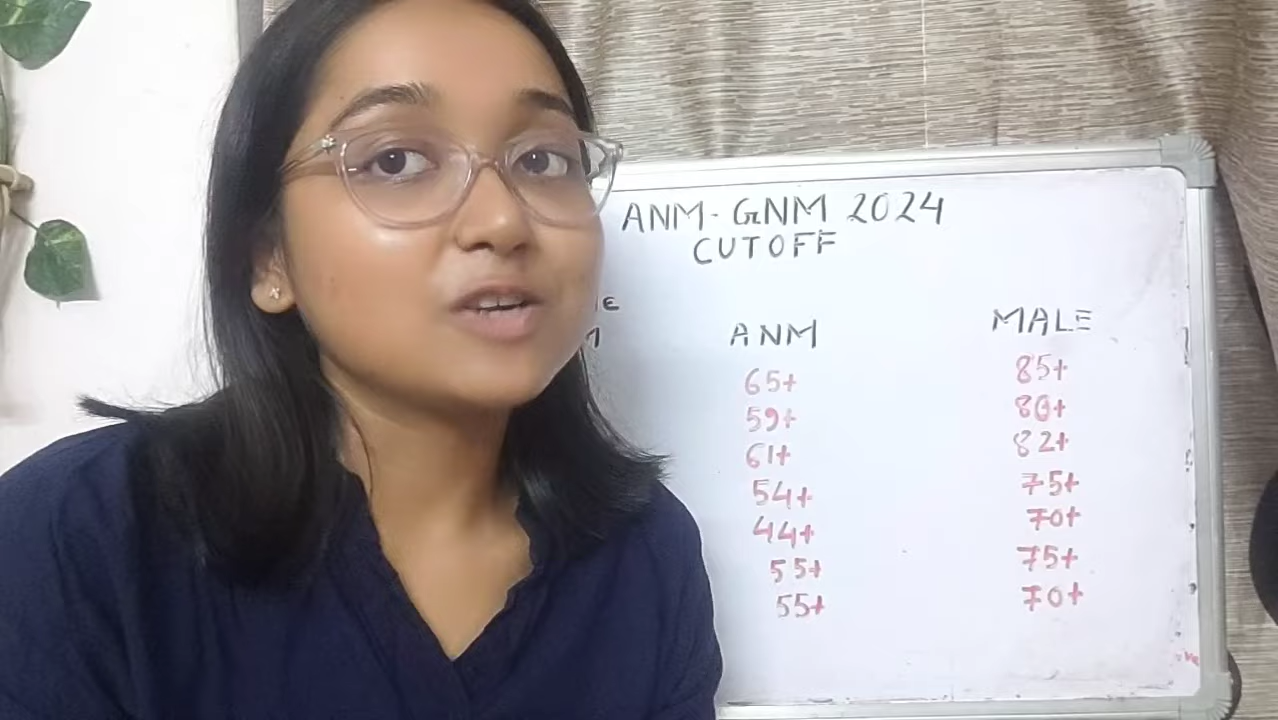 ANM-GNM 2024
CUTOFF
ANM MALE
65+ 85+
59+ 80+
61+ 82+
54+ 75+
44+ 70+
55+ 75+
55+ 70+